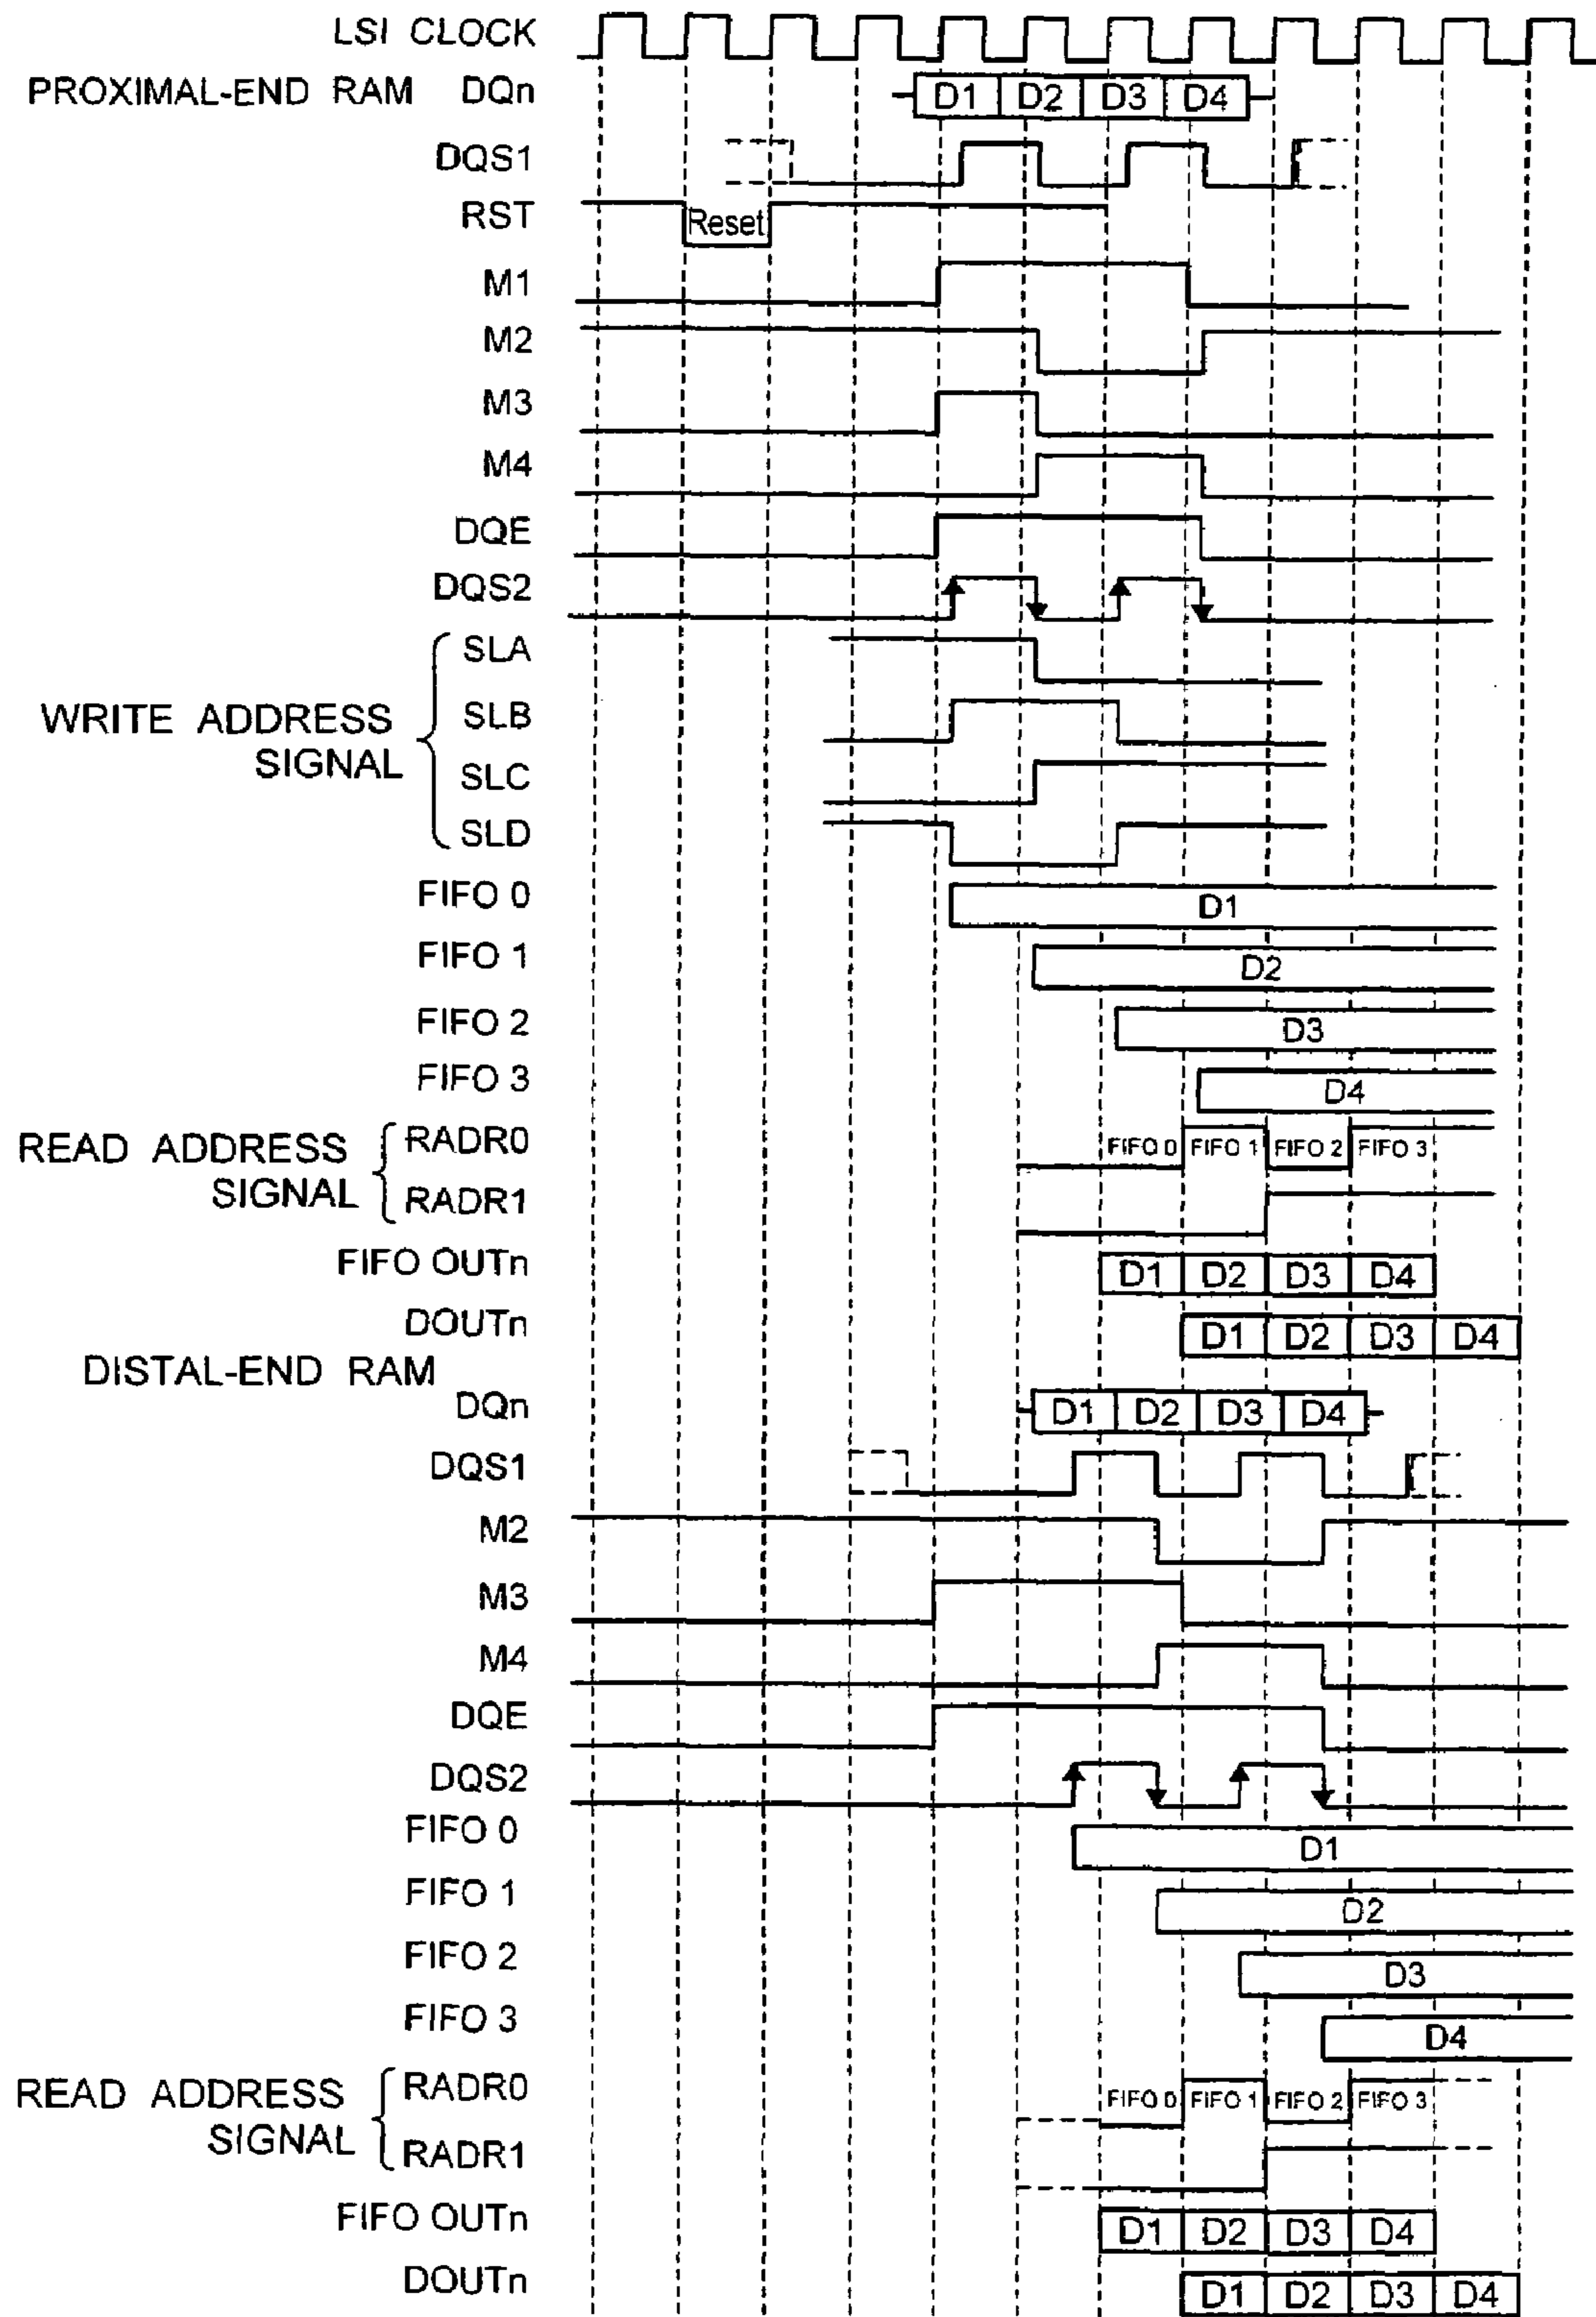 LSI CLOCK
PROXIMAL-END RAM DQn D1 D2 D3 D4
DQS1
RST Reset
M1
M2
M3
M4
DQE
DQS2
WRITE ADDRESS SIGNAL
SLA
SLB
SLC
SLD
FIFO 0 D1
FIFO 1 D2
FIFO 2 D3
FIFO 3 D4
READ ADDRESS SIGNAL
RADR0 FIFO 0 FIFO 1 FIFO 2 FIFO 3
RADR1
FIFO OUTn D1 D2 D3 D4
DOUTn D1 D2 D3 D4
DISTAL-END RAM
DQn D1 D2 D3 D4
DQS1
M2
M3
M4
DQE
DQS2
FIFO 0 D1
FIFO 1 D2
FIFO 2 D3
FIFO 3 D4
READ ADDRESS SIGNAL
RADR0 FIFO 0 FIFO 1 FIFO 2 FIFO 3
RADR1
FIFO OUTn D1 D2 D3 D4
DOUTn D1 D2 D3 D4